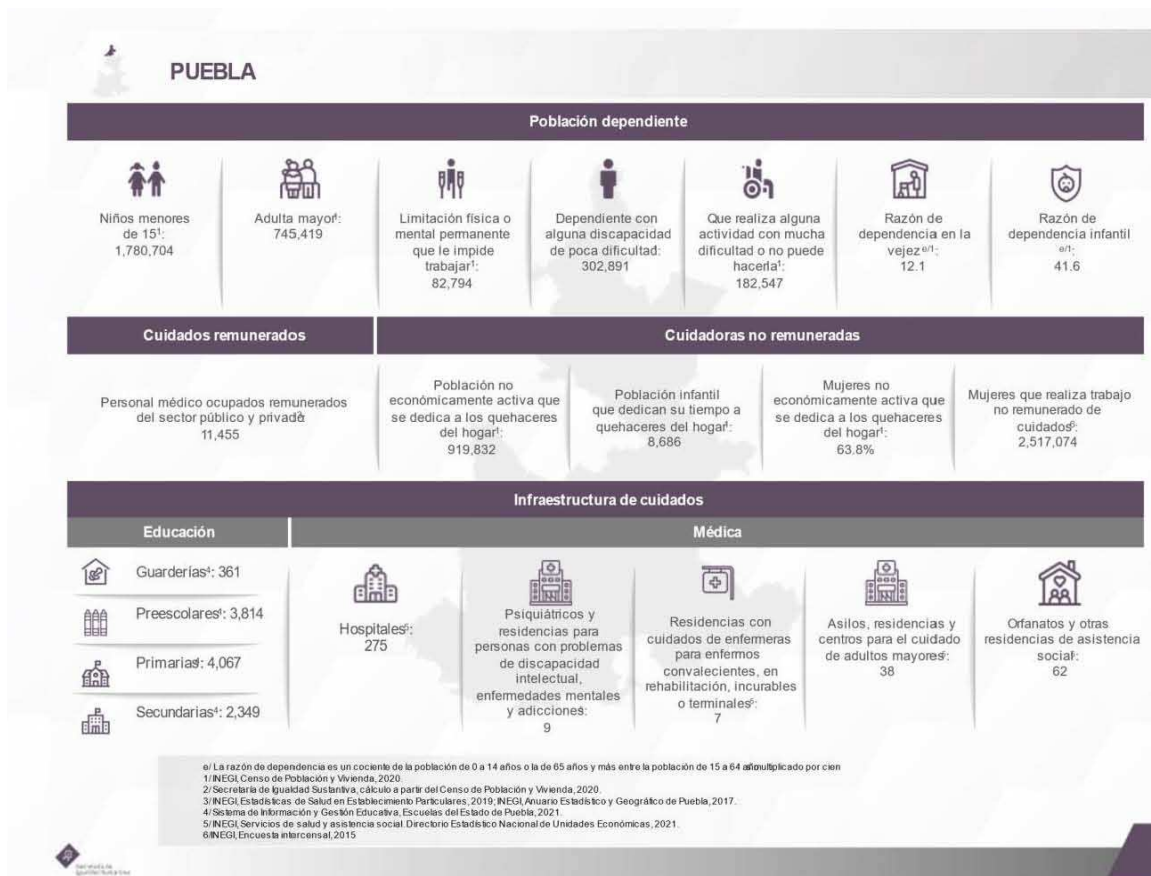 PUEBLA
Población dependiente
Niños menores
de 15¹:
1,780,704
Adulta mayor¹:
745,419
Limitación física o
mental permanente
que le impide
trabajar¹:
82,794
Dependiente con
alguna discapacidad
de poca dificultad:
302,891
Que realiza alguna
actividad con mucha
dificultad o no puede
hacerla¹:
182,547
Razón de
dependencia en la
vejez e/1:
12.1
Razón de
dependencia infantil
e/1:
41.6
Cuidados remunerados
Cuidadoras no remuneradas
Personal médico ocupados remunerados
del sector público y privado:
11,455
Población no
económicamente activa que
se dedica a los quehaceres
del hogar¹:
919,832
Población infantil
que dedican su tiempo a
quehaceres del hogar¹:
8,686
Mujeres no
económicamente activa que
se dedica a los quehaceres
del hogar¹:
63.8%
Mujeres que realiza trabajo
no remunerado de
cuidados⁶:
2,517,074
Infraestructura de cuidados
Educación
Médica
Guarderías⁴: 361
Preescolares⁴: 3,814
Primarias⁴: 4,067
Secundarias⁴: 2,349
Hospitales⁵:
275
Psiquiátricos y
residencias para
personas con problemas
de discapacidad
intelectual,
enfermedades mentales
y adicciones:
9
Residencias con
cuidados de enfermeras
para enfermos
convalecientes, en
rehabilitación, incurables
o terminales⁵:
7
Asilos, residencias y
centros para el cuidado
de adultos mayores⁵:
38
Orfanatos y otras
residencias de asistencia
social⁵:
62
e/ La razón de dependencia es un cociente de la población de 0 a 14 años o la de 65 años y más entre la población de 15 a 64 años multiplicado por cien
1/ INEGI, Censo de Población y Vivienda, 2020.
2/ Secretaría de Igualdad Sustantiva, cálculo a partir del Censo de Población y Vivienda, 2020.
3/ INEGI, Estadísticas de Salud en Establecimiento Particulares, 2019; INEGI, Anuario Estadístico y Geográfico de Puebla, 2017.
4/ Sistema de Información y Gestión Educativa, Escuelas del Estado de Puebla, 2021.
5/ INEGI, Servicios de salud y asistencia social. Directorio Estadístico Nacional de Unidades Económicas, 2021.
6/ INEGI, Encuesta intercensal, 2015
Secretaría de
Igualdad Sustantiva